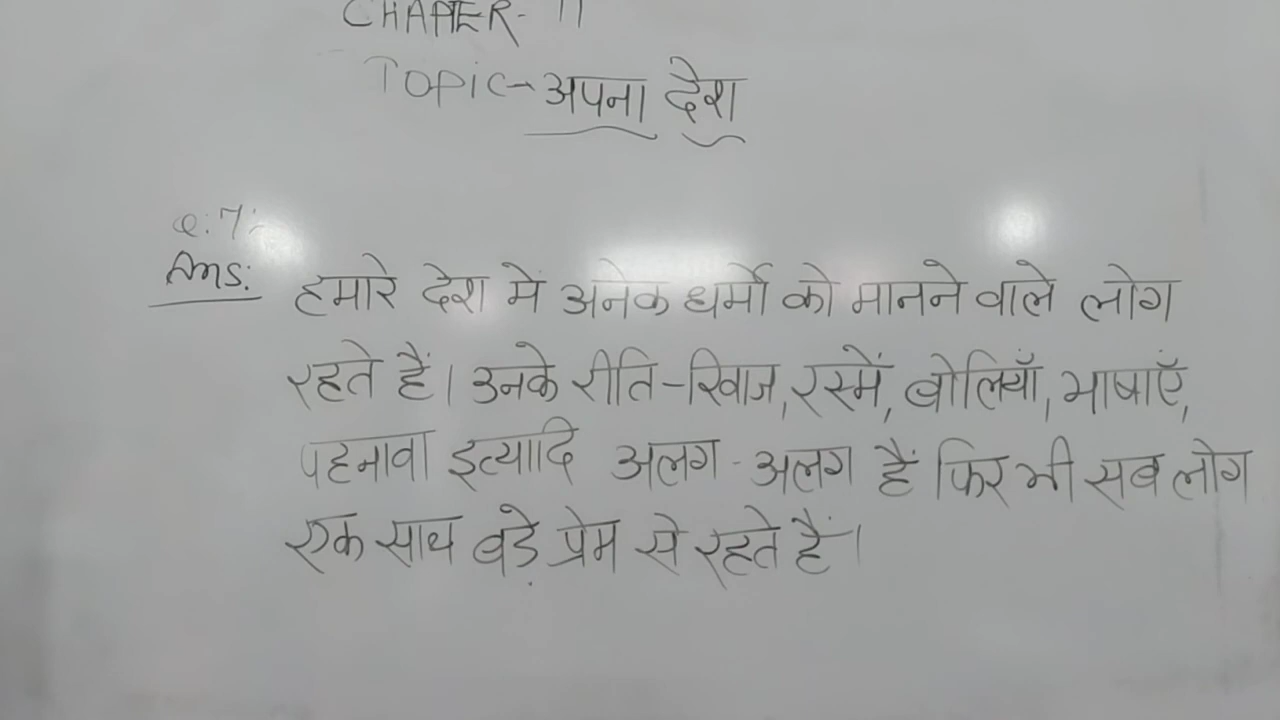 CHAPTER- 11
Topic- अपना देश
Q.7:
Ans: हमारे देश में अनेक धर्मों को मानने वाले लोग
रहते हैं। उनके रीति-रिवाज, रस्में, बोलियाँ, भाषाएँ,
पहनावा इत्यादि अलग-अलग हैं फिर भी सब लोग
एक साथ बड़े प्रेम से रहते हैं।